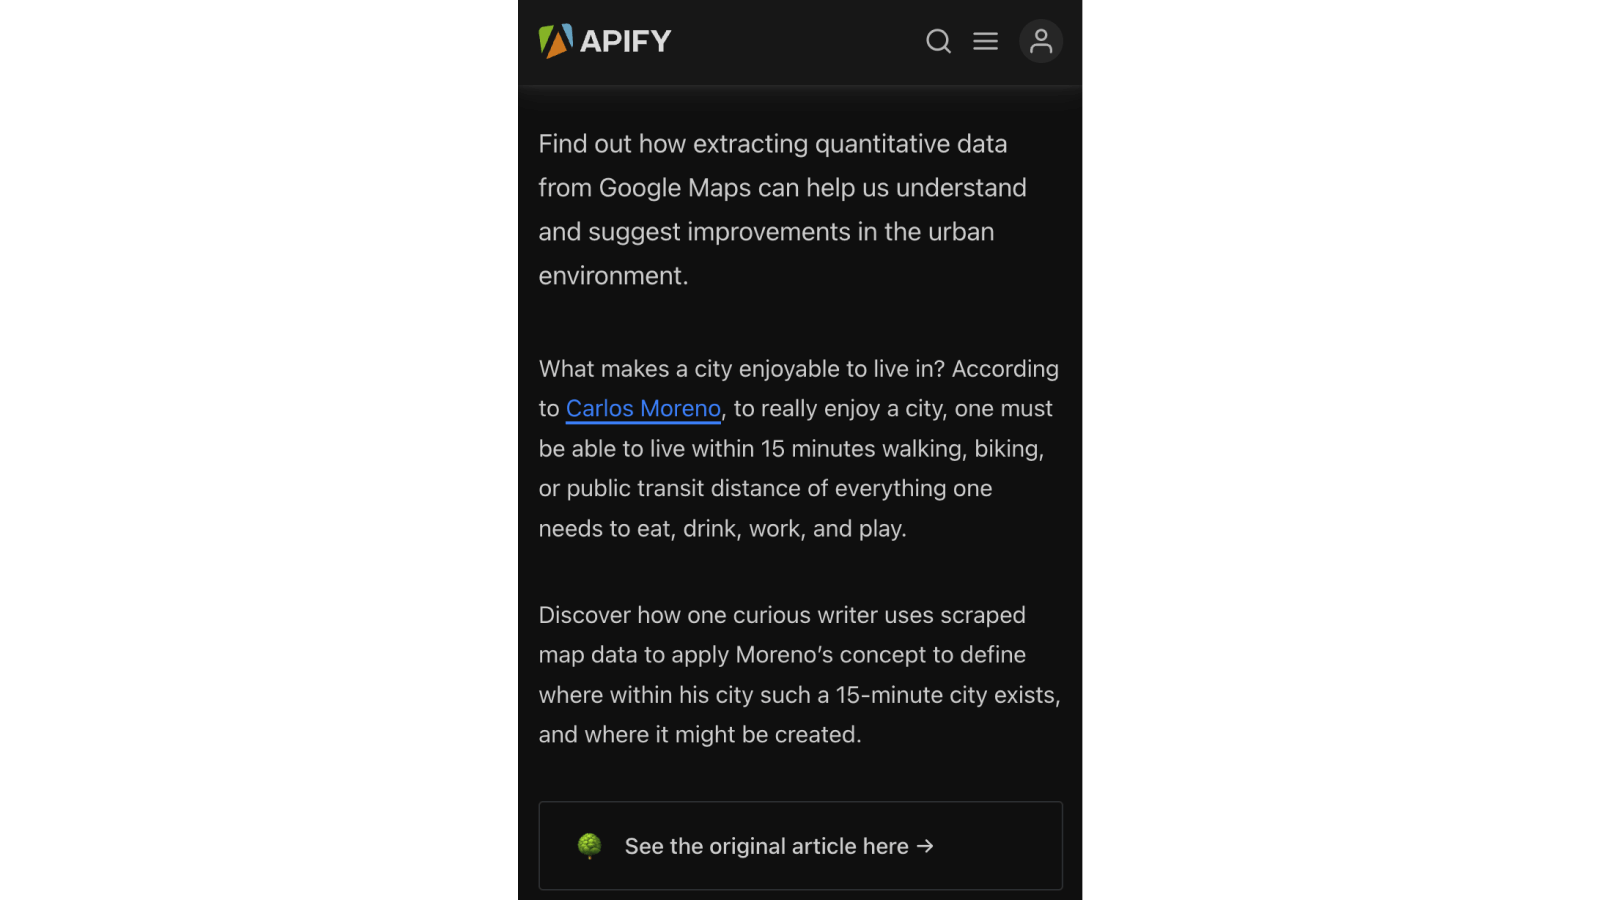 APIFY
Find out how extracting quantitative data
from Google Maps can help us understand
and suggest improvements in the urban
environment.
What makes a city enjoyable to live in? According
to Carlos Moreno, to really enjoy a city, one must
be able to live within 15 minutes walking, biking,
or public transit distance of everything one
needs to eat, drink, work, and play.
Discover how one curious writer uses scraped
map data to apply Moreno’s concept to define
where within his city such a 15-minute city exists,
and where it might be created.
See the original article here →